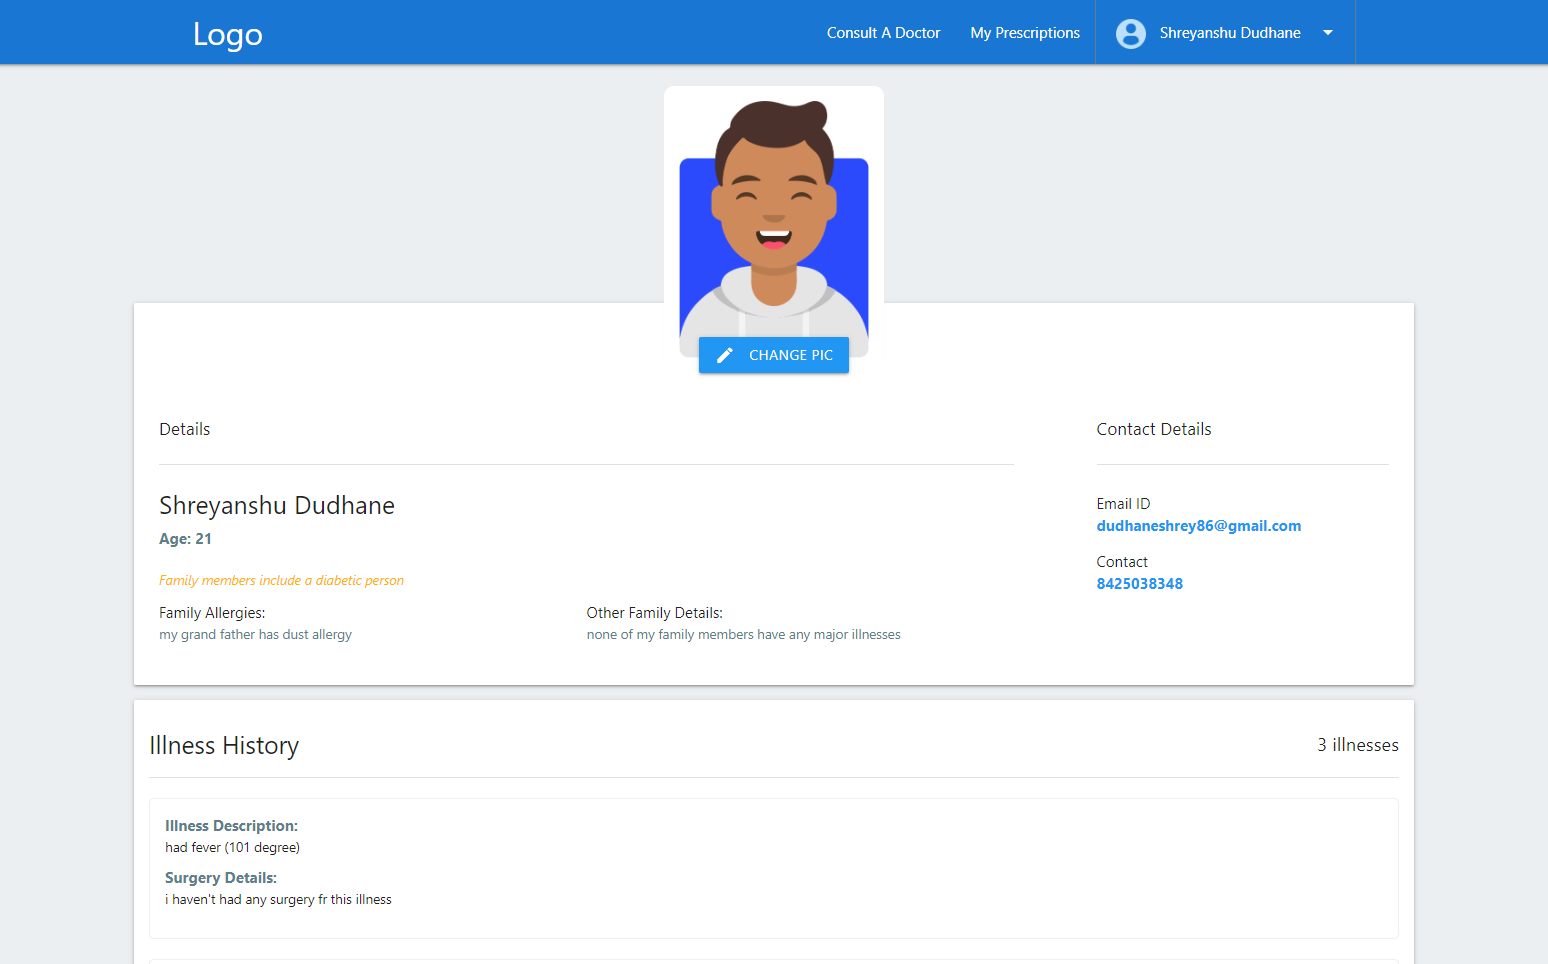 Logo
Consult A Doctor
My Prescriptions
Shreyanshu Dudhane
CHANGE PIC
Details
Shreyanshu Dudhane
Age: 21
Family members include a diabetic person
Family Allergies:
my grand father has dust allergy
Other Family Details:
none of my family members have any major illnesses
Contact Details
Email ID
dudhaneshrey86@gmail.com
Contact
8425038348
Illness History
3 illnesses
Illness Description:
had fever (101 degree)
Surgery Details:
i haven't had any surgery fr this illness